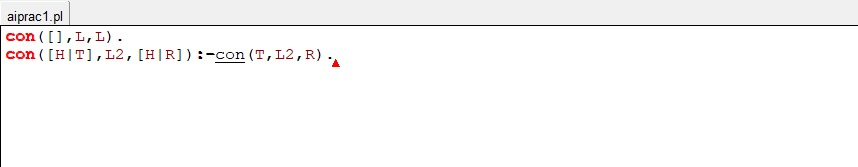 aiprac1.pl
con([],L,L).
con([H|T],L2,[H|R]):-con(T,L2,R).